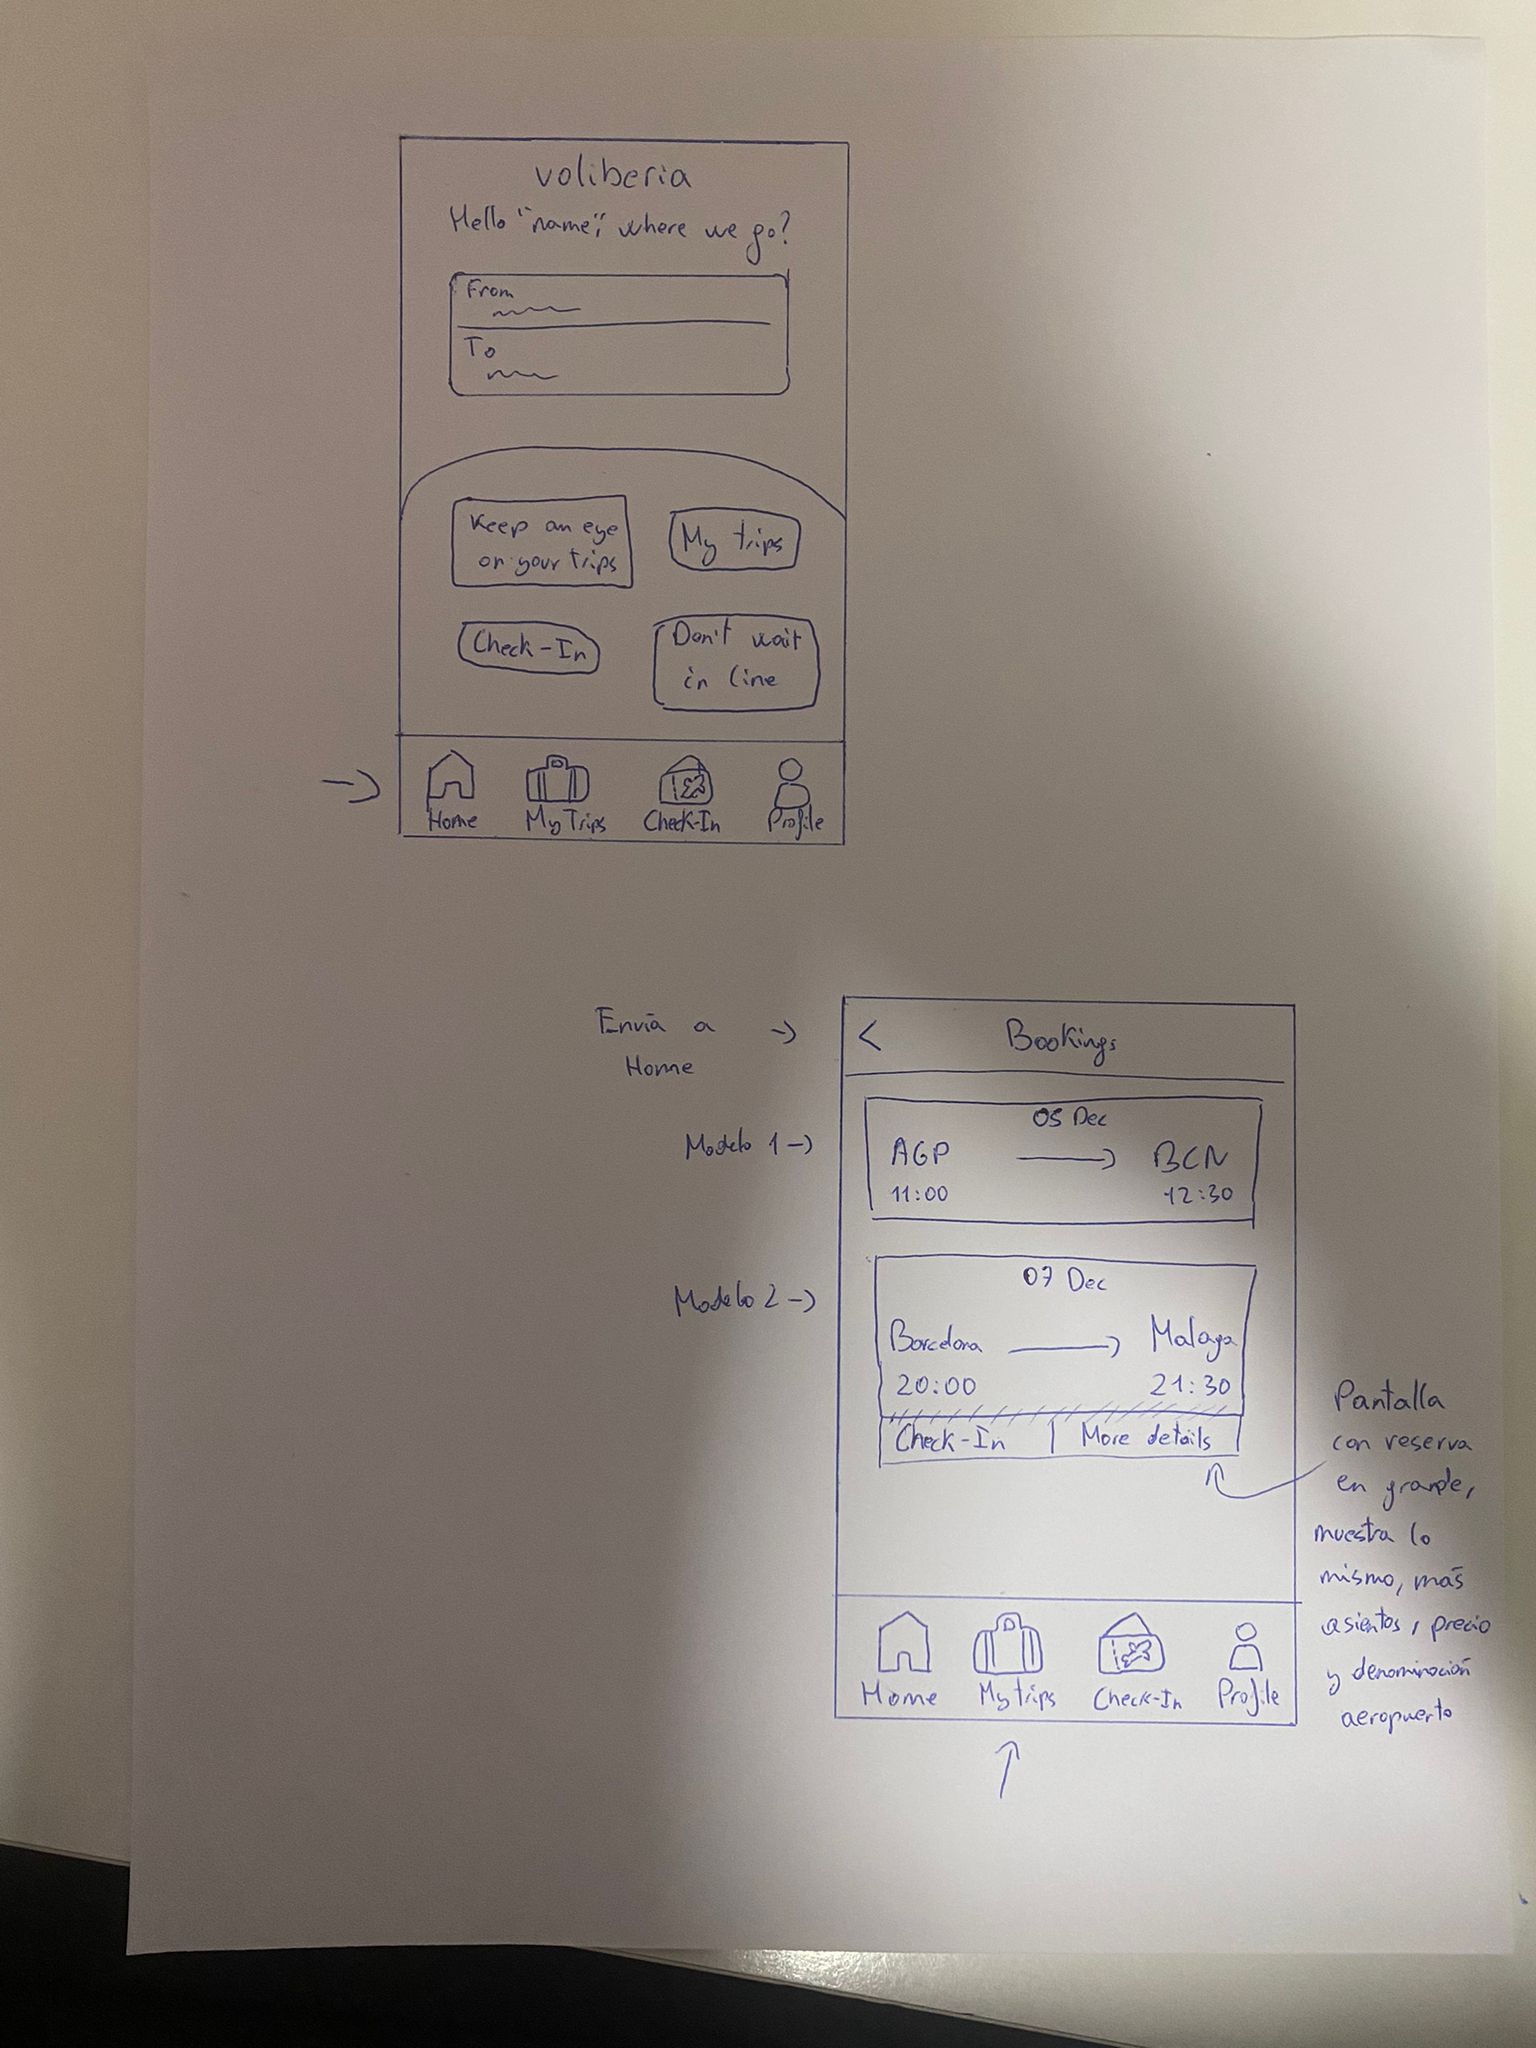 voliberia
Hello "name", where we go?
From
To
Keep an eye
on your trips
My trips
Check-In
Don't wait
in line
Home
My Trips
Check-In
Profile
Envia a
Home
Bookings
Modelo 1
05 Dec
AGP
BCN
11:00
12:30
Modelo 2
07 Dec
Barcelona
Malaga
20:00
21:30
Check-In
More details
Pantalla
con reserva
en grande,
muestra lo
mismo, más
asientos, precio
y denominación
aeropuerto
Home
My trips
Check-In
Profile